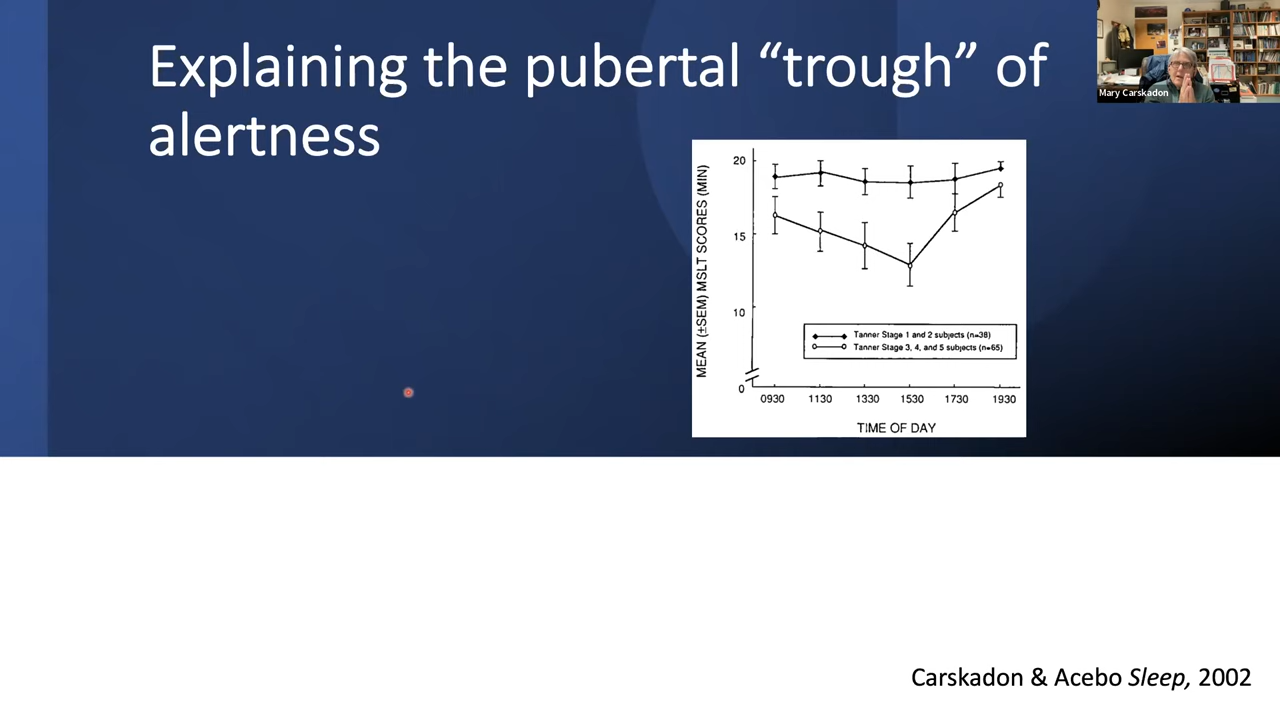 Explaining the pubertal “trough” of
alertness
Mary Carskadon
MEAN (±SEM) MSLT SCORES (MIN)
20
15
10
0
Tanner Stage 1 and 2 subjects (n=38)
Tanner Stage 3, 4, and 5 subjects (n=65)
0930 1130 1330 1530 1730 1930
TIME OF DAY
Carskadon & Acebo Sleep, 2002